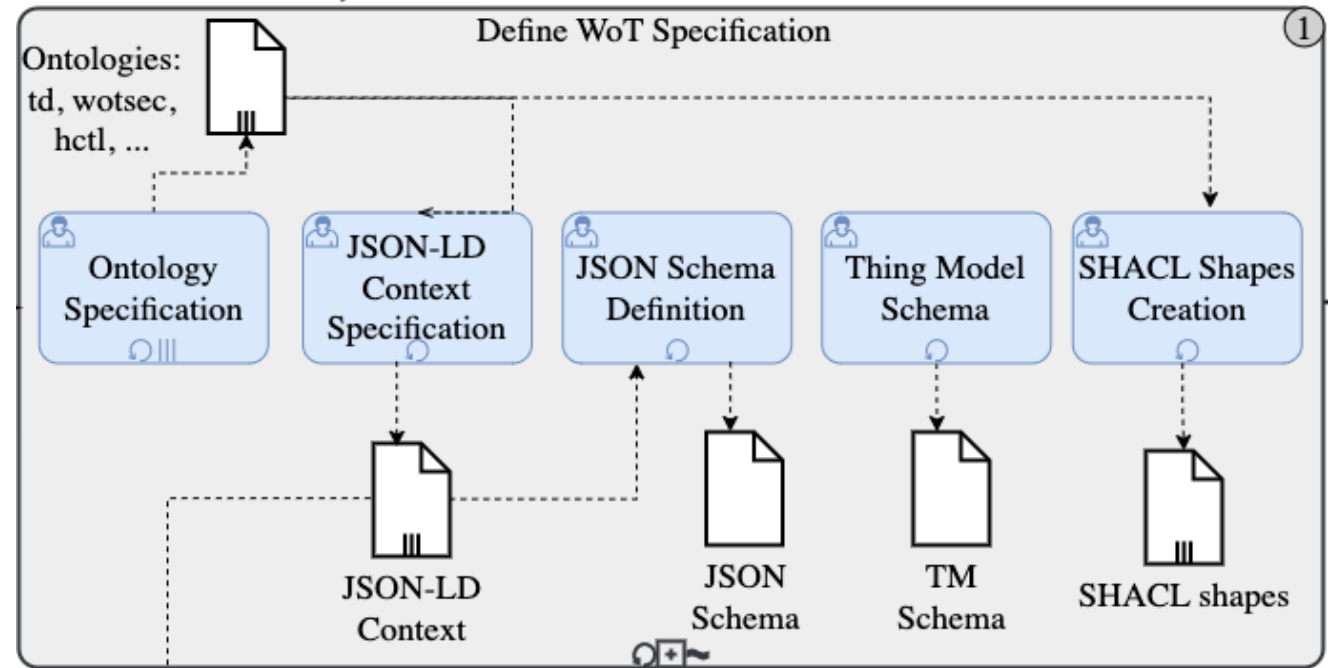 Define WoT Specification
1
Ontologies:
td, wotsec,
hctl, ...
Ontology
Specification
JSON-LD
Context
Specification
JSON Schema
Definition
Thing Model
Schema
SHACL Shapes
Creation
JSON-LD
Context
JSON
Schema
TM
Schema
SHACL shapes